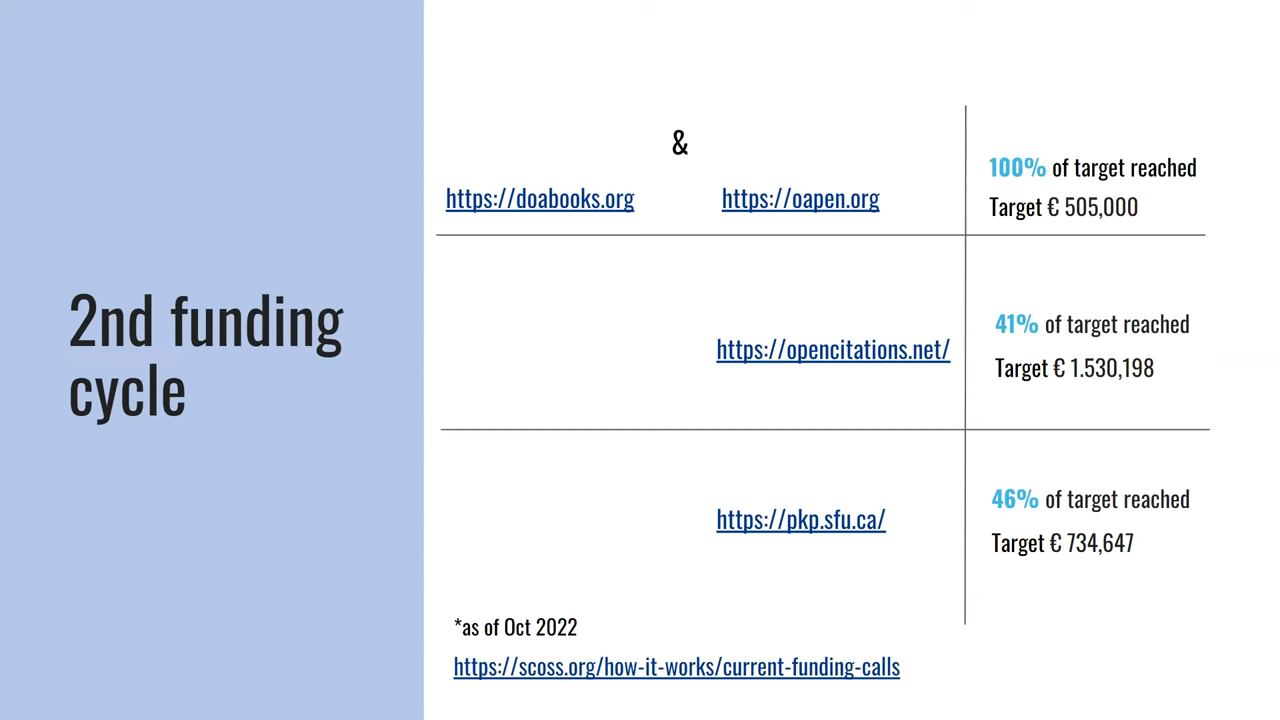 2nd funding
cycle
&
https://doabooks.org
https://oapen.org
100% of target reached
Target € 505,000
https://opencitations.net/
41% of target reached
Target € 1.530,198
https://pkp.sfu.ca/
46% of target reached
Target € 734,647
*as of Oct 2022
https://scoss.org/how-it-works/current-funding-calls